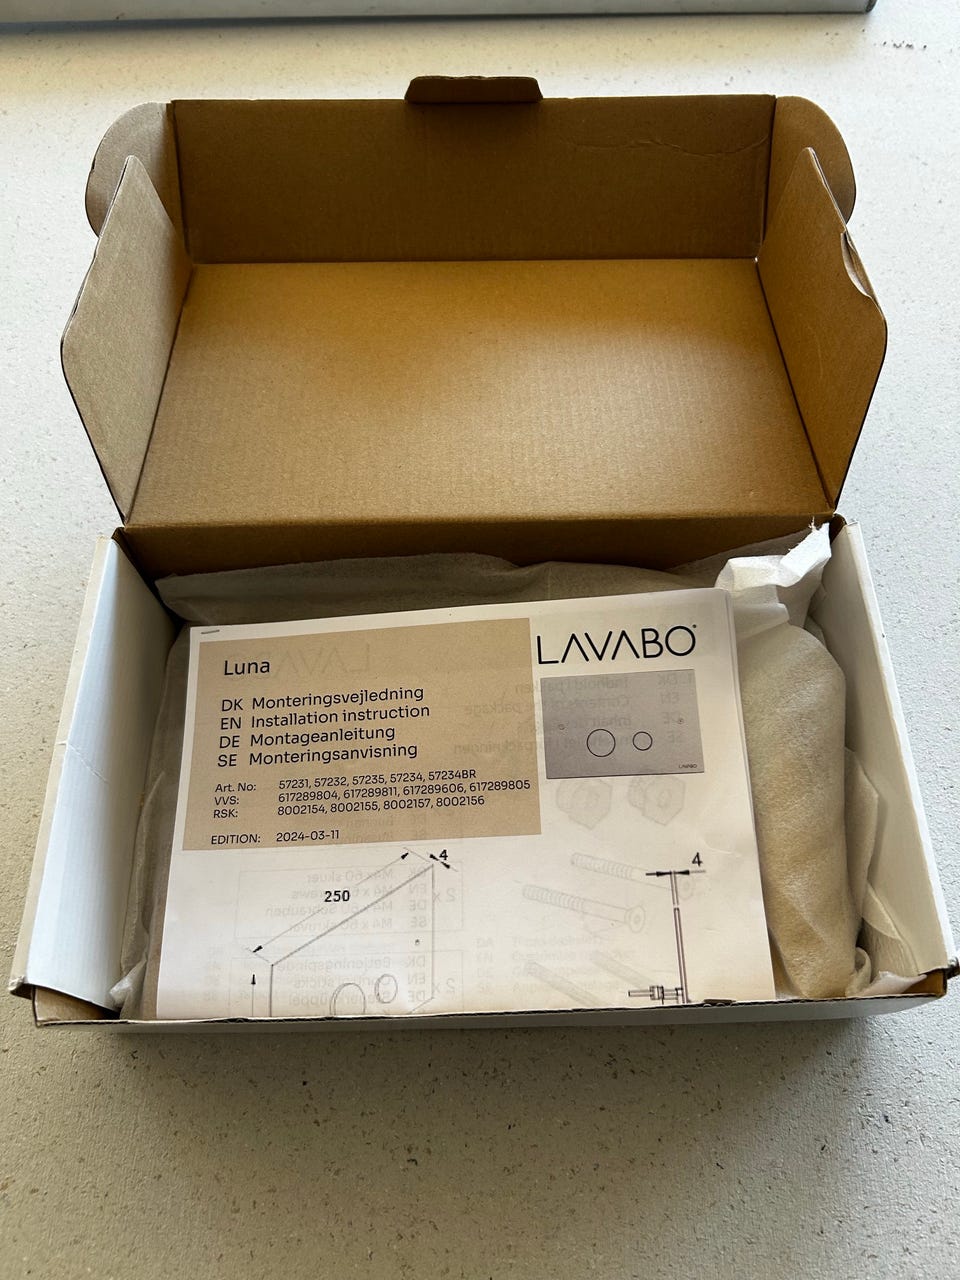 LAVABO®
Luna
DK Monteringsvejledning
EN Installation instruction
DE Montageanleitung
SE Monteringsanvisning
Art. No: 57231, 57232, 57235, 57234, 57234BR
VVS: 617289804, 617289811, 617289606, 617289805
RSK: 8002154, 8002155, 8002157, 8002156
EDITION: 2024-03-11
LAVABO
4
250
4